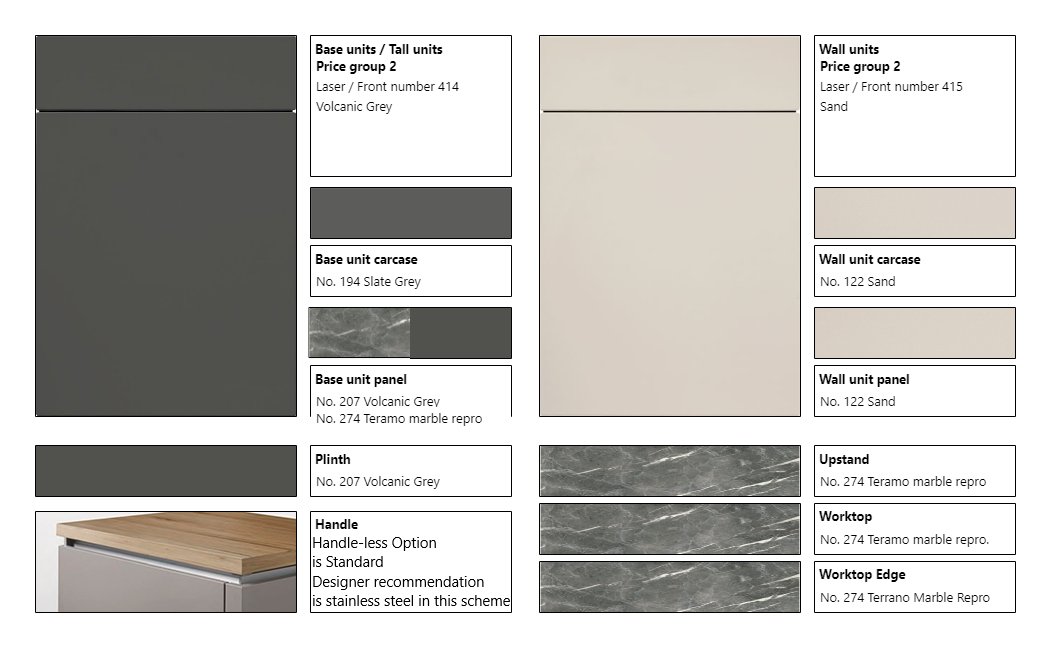 Base units / Tall units
Price group 2
Laser / Front number 414
Volcanic Grey
Base unit carcase
No. 194 Slate Grey
Base unit panel
No. 207 Volcanic Grey
No. 274 Teramo marble repro
Plinth
No. 207 Volcanic Grey
Handle
Handle-less Option
is Standard
Designer recommendation
is stainless steel in this scheme
Wall units
Price group 2
Laser / Front number 415
Sand
Wall unit carcase
No. 122 Sand
Wall unit panel
No. 122 Sand
Upstand
No. 274 Teramo marble repro
Worktop
No. 274 Teramo marble repro.
Worktop Edge
No. 274 Terrano Marble Repro